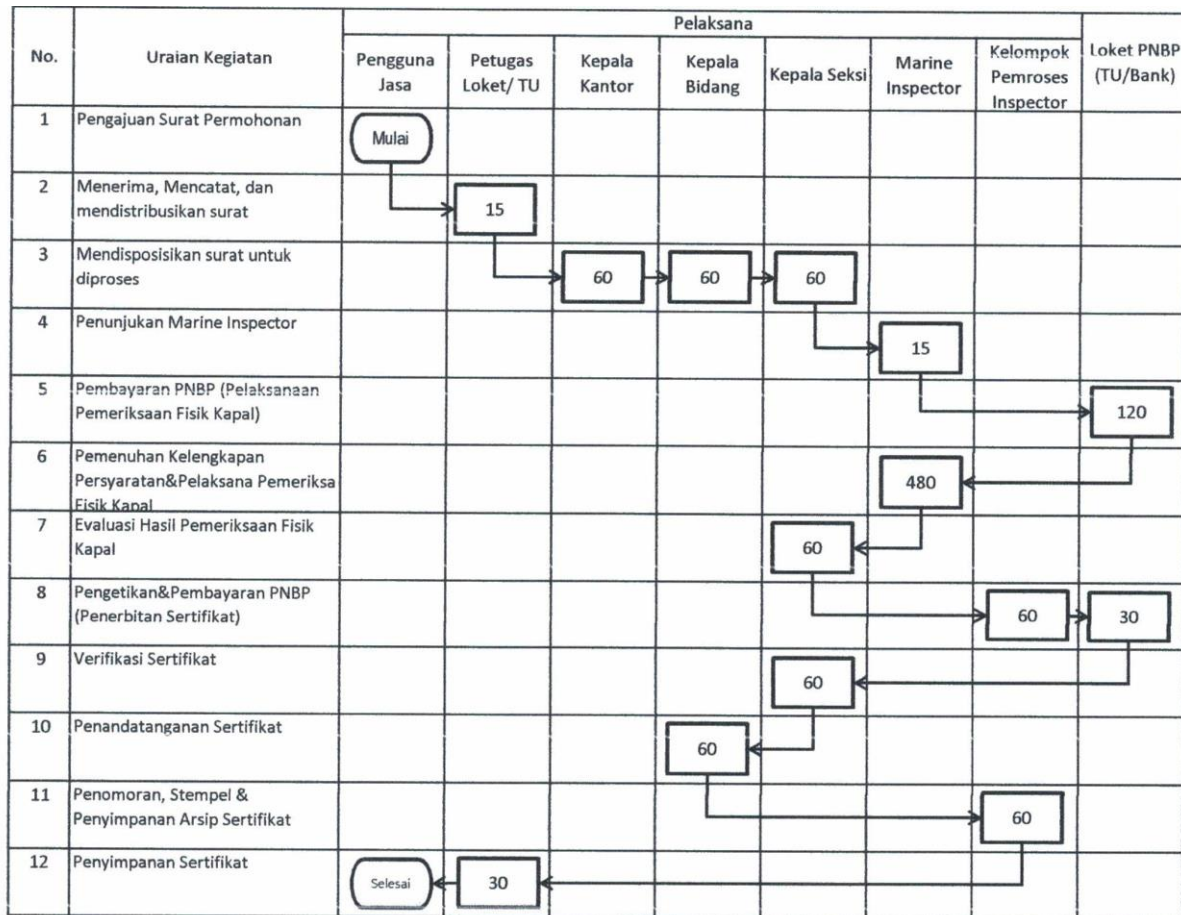 Pelaksana
No.
Uraian Kegiatan
Pengguna
Jasa
Petugas
Loket/ TU
Kepala
Kantor
Kepala
Bidang
Kepala Seksi
Marine
Inspector
Kelompok
Pemroses
Inspector
Loket PNBP
(TU/Bank)
1
Pengajuan Surat Permohonan
Mulai
2
Menerima, Mencatat, dan
mendistribusikan surat
15
3
Mendisposisikan surat untuk
diproses
60
60
60
4
Penunjukan Marine Inspector
15
5
Pembayaran PNBP (Pelaksanaan
Pemeriksaan Fisik Kapal)
120
6
Pemenuhan Kelengkapan
Persyaratan&Pelaksana Pemeriksa
Fisik Kapal
480
7
Evaluasi Hasil Pemeriksaan Fisik
Kapal
60
8
Pengetikan&Pembayaran PNBP
(Penerbitan Sertifikat)
60
30
9
Verifikasi Sertifikat
60
10
Penandatanganan Sertifikat
60
11
Penomoran, Stempel &
Penyimpanan Arsip Sertifikat
60
12
Penyimpanan Sertifikat
Selesai
30